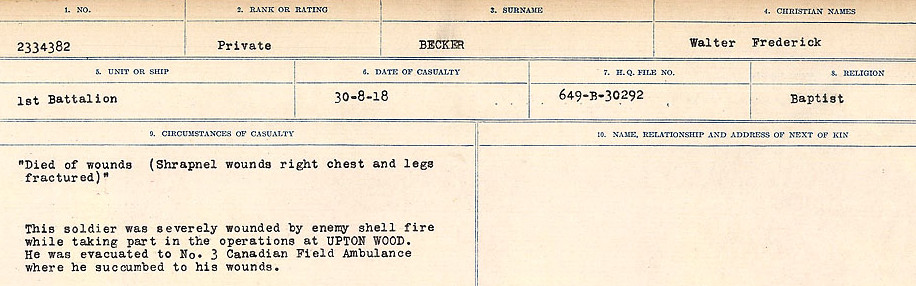 1. NO.
2. RANK OR RATING
3. SURNAME
4. CHRISTIAN NAMES
2334382
Private
BECKER
Walter Frederick
5. UNIT OR SHIP
6. DATE OF CASUALTY
7. H.Q. FILE NO.
8. RELIGION
1st Battalion
30-8-18
649-B-30292
Baptist
9. CIRCUMSTANCES OF CASUALTY
10. NAME, RELATIONSHIP AND ADDRESS OF NEXT OF KIN
"Died of wounds (Shrapnel wounds right chest and legs
fractured)"
This soldier was severely wounded by enemy shell fire
while taking part in the operations at UPTON WOOD.
He was evacuated to No. 3 Canadian Field Ambulance
where he succumbed to his wounds.